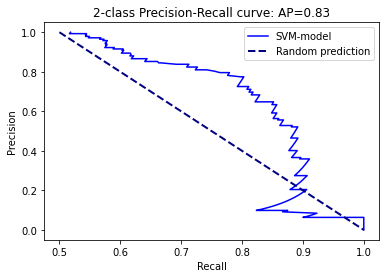 2-class Precision-Recall curve: AP=0.83
SVM-model
Random prediction
Precision
1.0
0.8
0.6
0.4
0.2
0.0
0.5
0.6
0.7
0.8
0.9
1.0
Recall